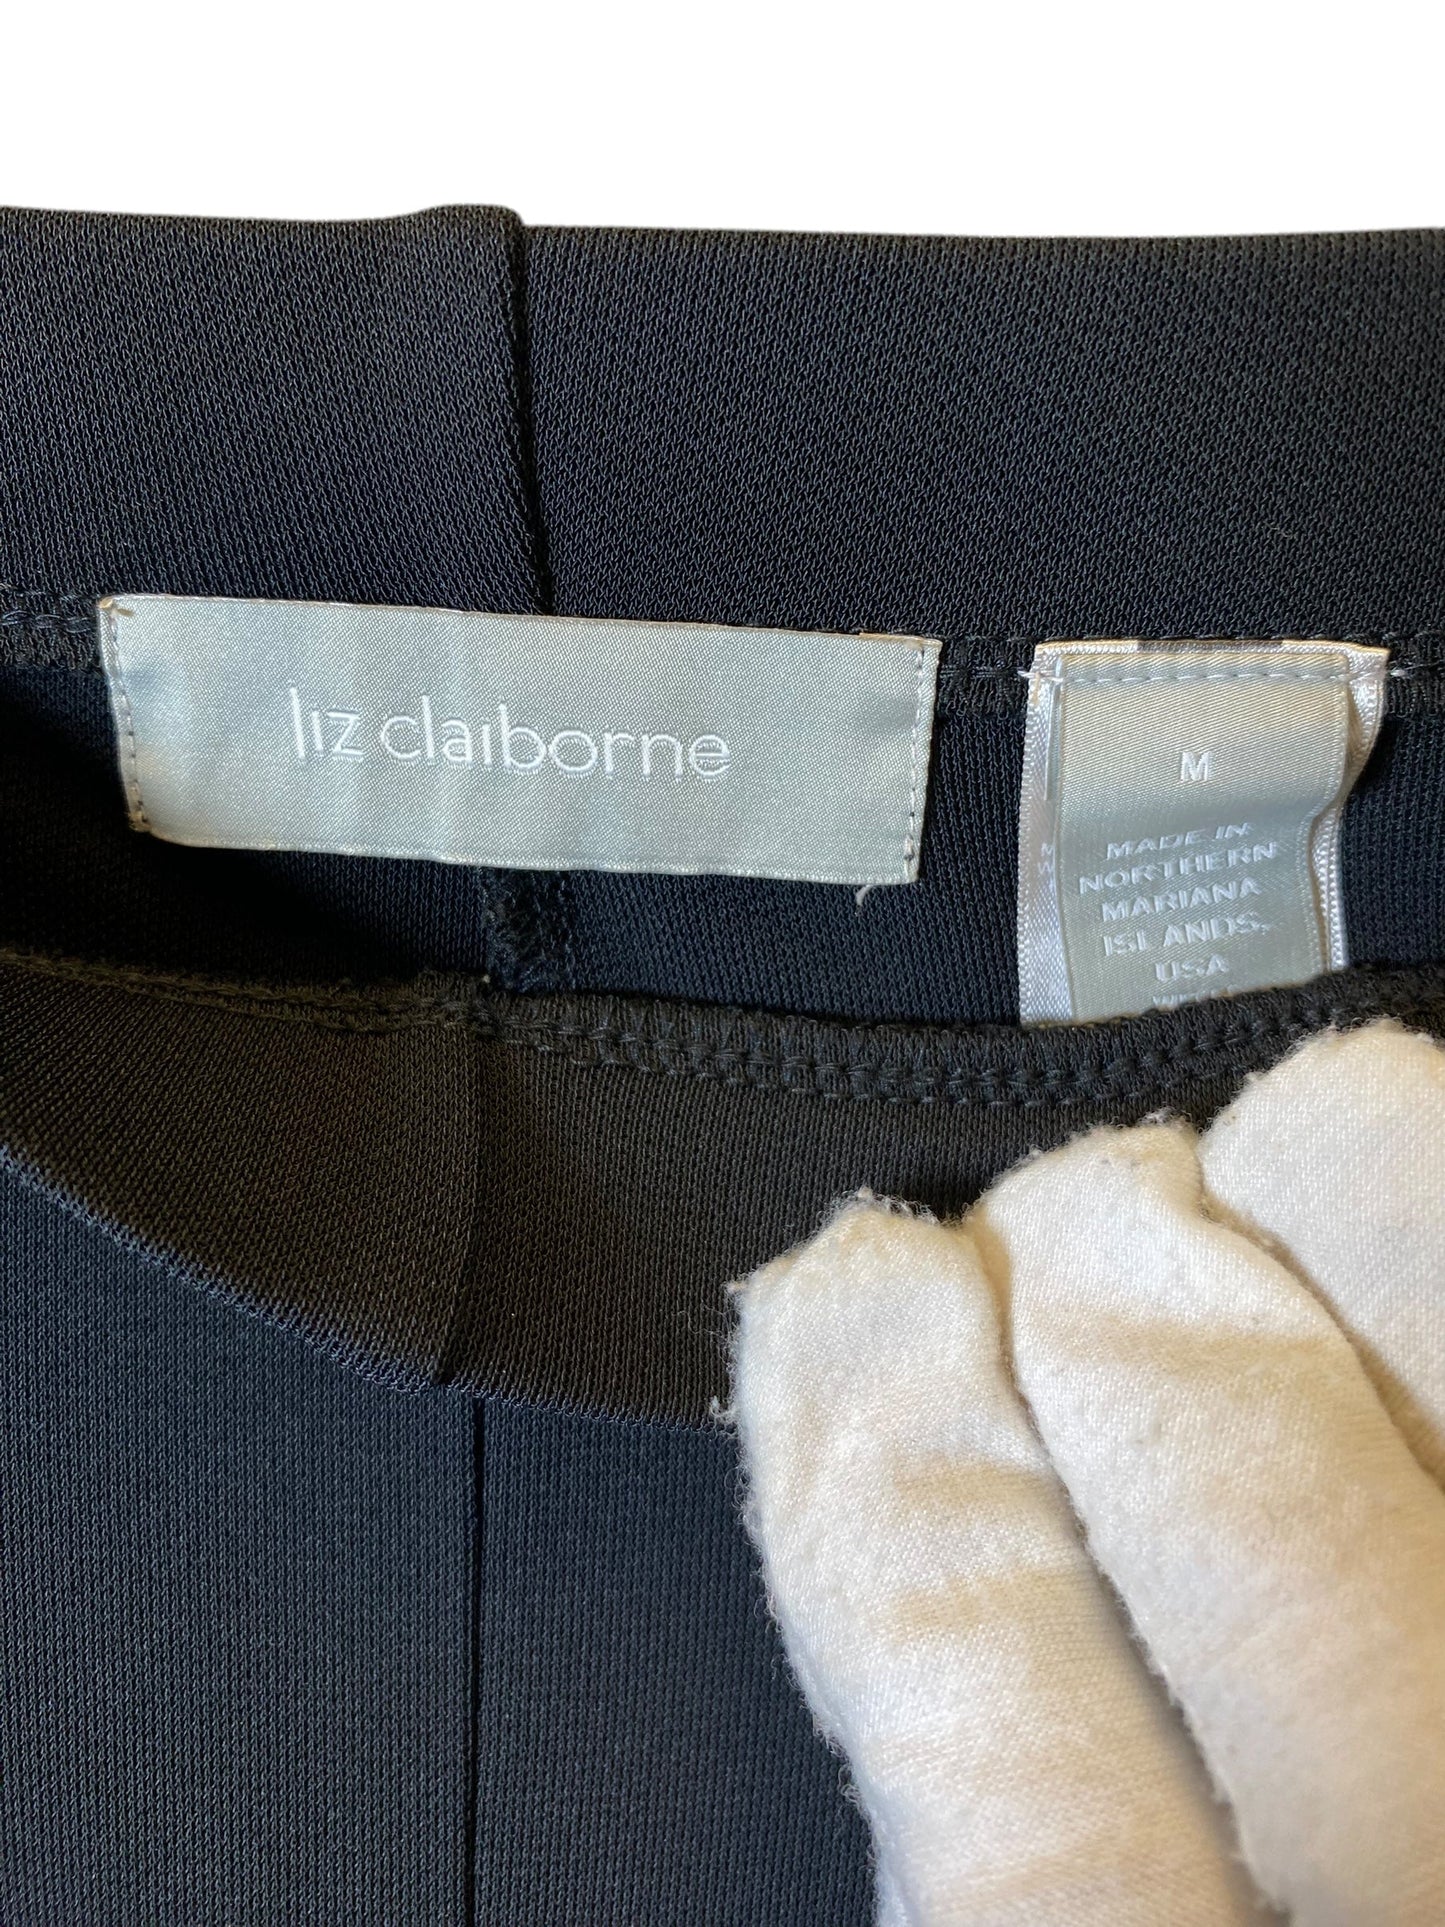 liz claiborne
M
MADE IN
NORTHERN
MARIANA
ISLANDS,
USA